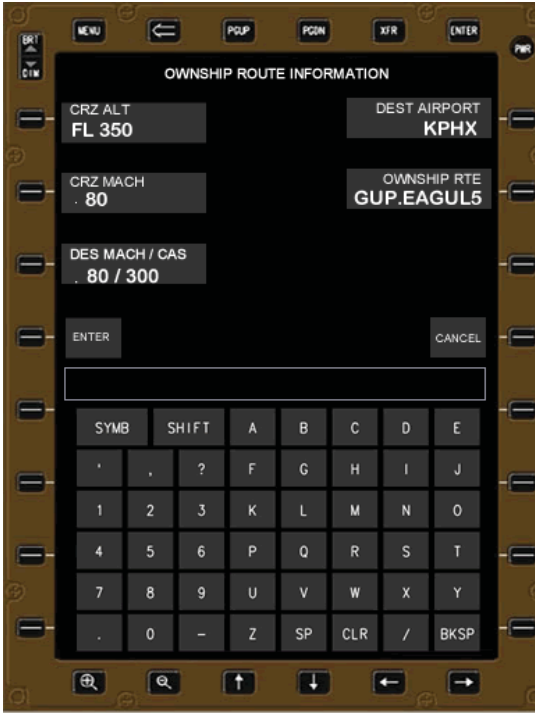 MENU PGUP PGDN XFR ENTER
BRT
DIM
PWR
OWNSHIP ROUTE INFORMATION
CRZ ALT
FL 350
DEST AIRPORT
KPHX
CRZ MACH
. 80
OWNSHIP RTE
GUP.EAGUL5
DES MACH / CAS
. 80 / 300
ENTER
CANCEL
SYMB SHIFT A B C D E
' , ? F G H I J
1 2 3 K L M N O
4 5 6 P Q R S T
7 8 9 U V W X Y
. 0 – Z SP CLR / BKSP